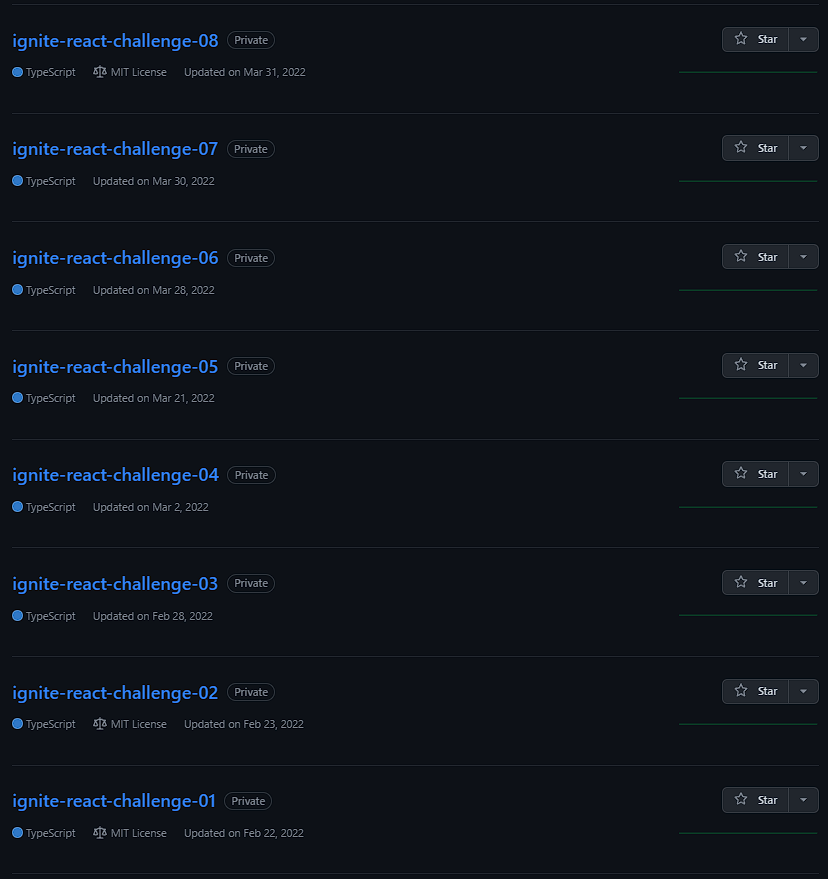 ignite-react-challenge-08 Private Star
TypeScript MIT License Updated on Mar 31, 2022
ignite-react-challenge-07 Private Star
TypeScript Updated on Mar 30, 2022
ignite-react-challenge-06 Private Star
TypeScript Updated on Mar 28, 2022
ignite-react-challenge-05 Private Star
TypeScript Updated on Mar 21, 2022
ignite-react-challenge-04 Private Star
TypeScript Updated on Mar 2, 2022
ignite-react-challenge-03 Private Star
TypeScript Updated on Feb 28, 2022
ignite-react-challenge-02 Private Star
TypeScript MIT License Updated on Feb 23, 2022
ignite-react-challenge-01 Private Star
TypeScript MIT License Updated on Feb 22, 2022